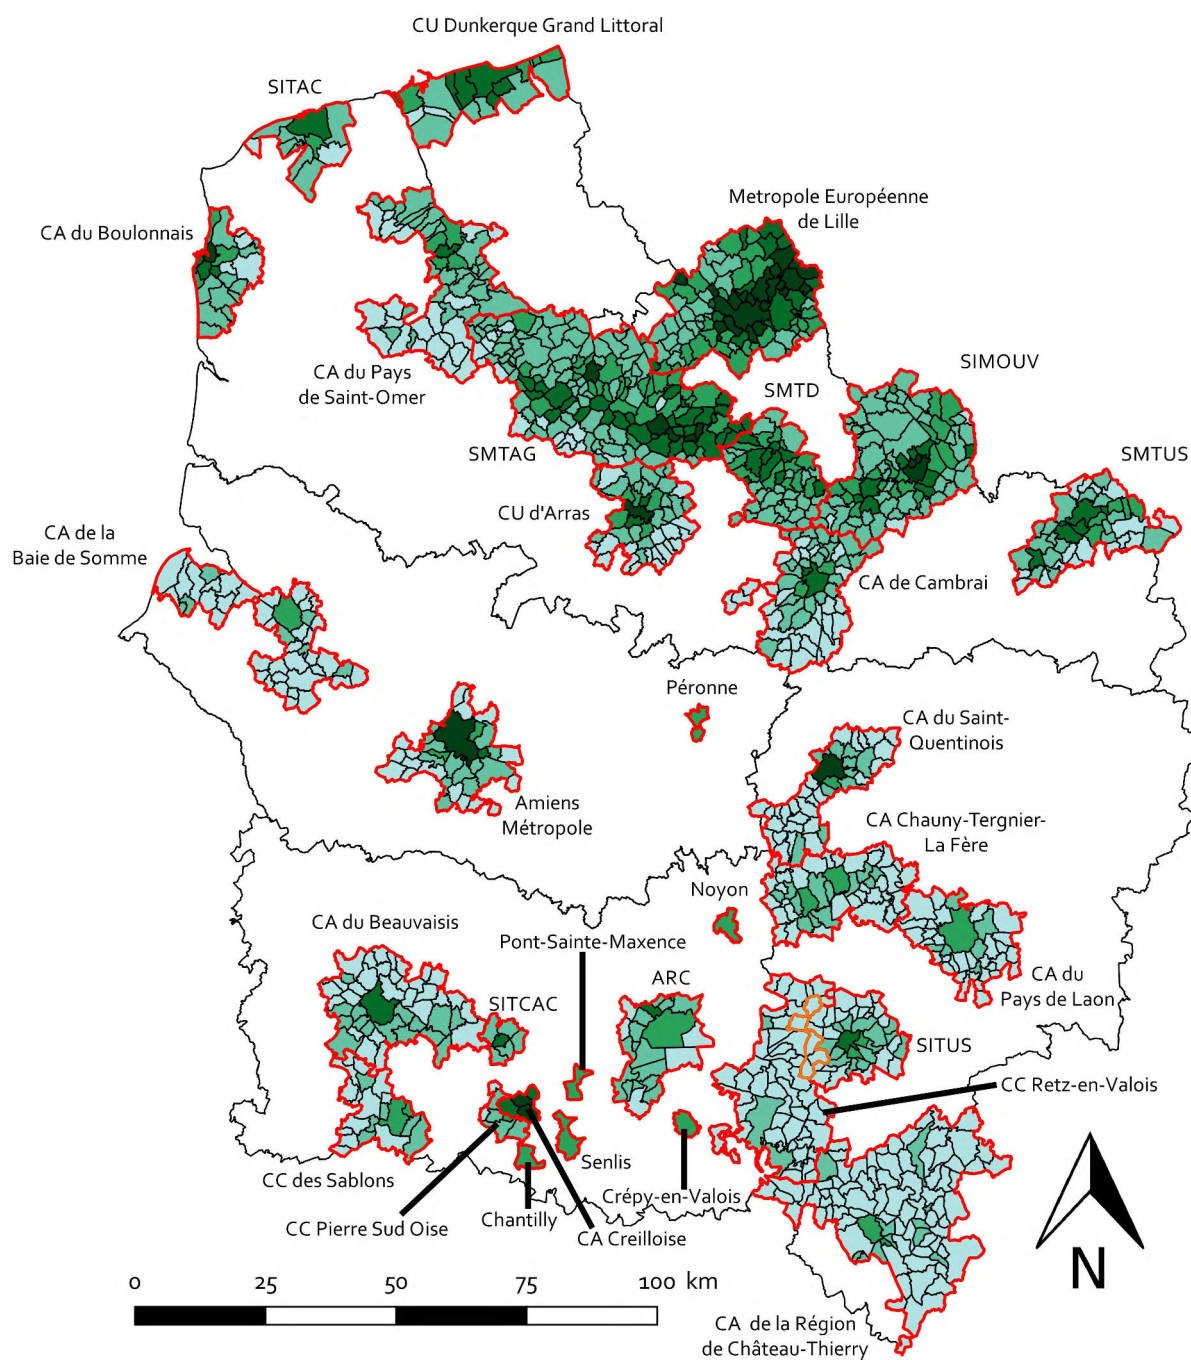 CU Dunkerque Grand Littoral
SITAC
Metropole Européenne
de Lille
CA du Boulonnais
CA du Pays
de Saint-Omer
SMTD
SIMOUV
SMTAG
SMTUS
CU d'Arras
CA de la
Baie de Somme
CA de Cambrai
Péronne
CA du Saint-
Quentinois
Amiens
Métropole
CA Chauny-Tergnier-
La Fère
Noyon
CA du Beauvaisis
Pont-Sainte-Maxence
ARC
CA du
Pays de Laon
SITCAC
SITUS
CC Retz-en-Valois
CC des Sablons
Senlis
Crépy-en-Valois
CC Pierre Sud Oise
Chantilly
CA Creilloise
N
0 25 50 75 100 km
CA de la Région
de Château-Thierry